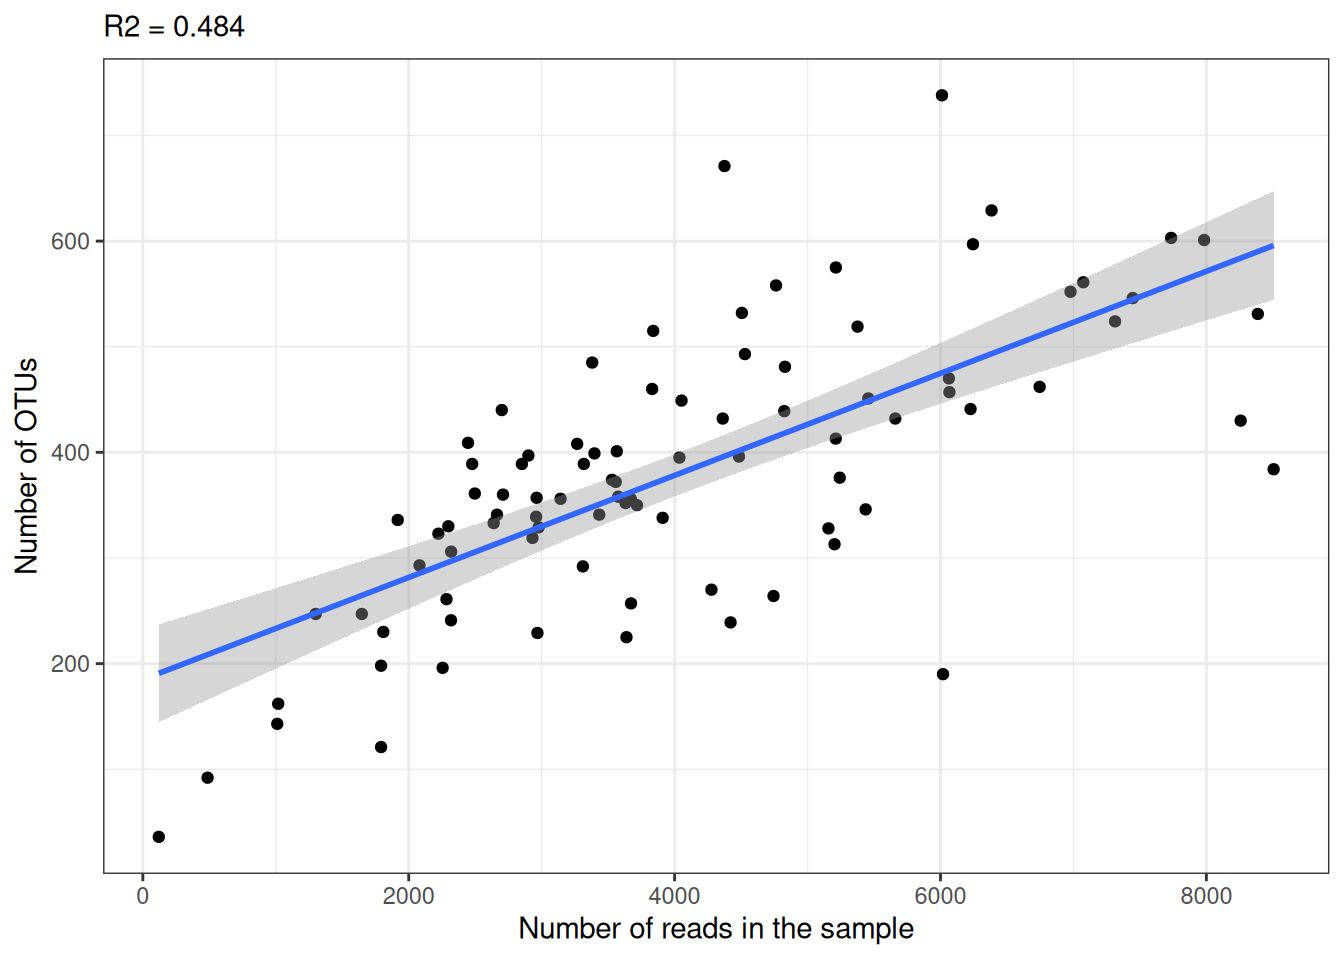 R2 = 0.484
Number of OTUs
600
400
200
0 2000 4000 6000 8000
Number of reads in the sample